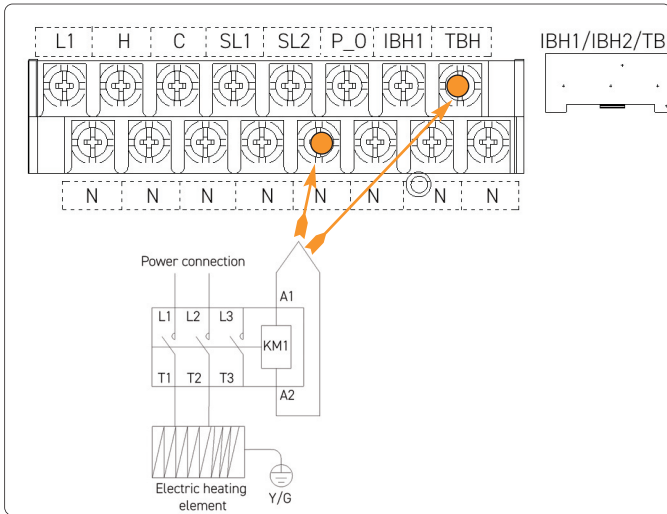 L1 H C SL1 SL2 P_O IBH1 TBH
IBH1/IBH2/TB
N N N N N N N N
Power connection
A1
L1 L2 L3
KM1
T1 T2 T3
A2
Electric heating
element
Y/G